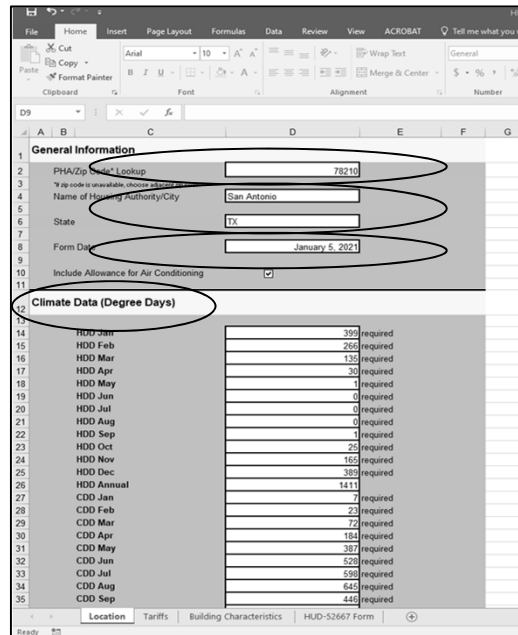 File Home Insert Page Layout Formulas Data Review View ACROBAT Tell me what you
Cut
Copy
Format Painter
Paste
Arial 10 A A Wrap Text General
B I U A Merge & Center $ % ,
Clipboard Font Alignment Number
D9 fx
A B C D E F G
1 General Information
2 PHA/Zip Code* Lookup 78210
3 *If zip code is unavailable, choose adjacent
4 Name of Housing Authority/City San Antonio
5
6 State TX
7
8 Form Date January 5, 2021
9
10 Include Allowance for Air Conditioning
11
12 Climate Data (Degree Days)
13
14 HDD Jan 399 required
15 HDD Feb 266 required
16 HDD Mar 135 required
17 HDD Apr 30 required
18 HDD May 1 required
19 HDD Jun 0 required
20 HDD Jul 0 required
21 HDD Aug 0 required
22 HDD Sep 1 required
23 HDD Oct 25 required
24 HDD Nov 165 required
25 HDD Dec 389 required
26 HDD Annual 1411
27 CDD Jan 7 required
28 CDD Feb 23 required
29 CDD Mar 72 required
30 CDD Apr 184 required
31 CDD May 387 required
32 CDD Jun 528 required
33 CDD Jul 598 required
34 CDD Aug 645 required
35 CDD Sep 446 required
Location Tariffs Building Characteristics HUD-52667 Form
Ready